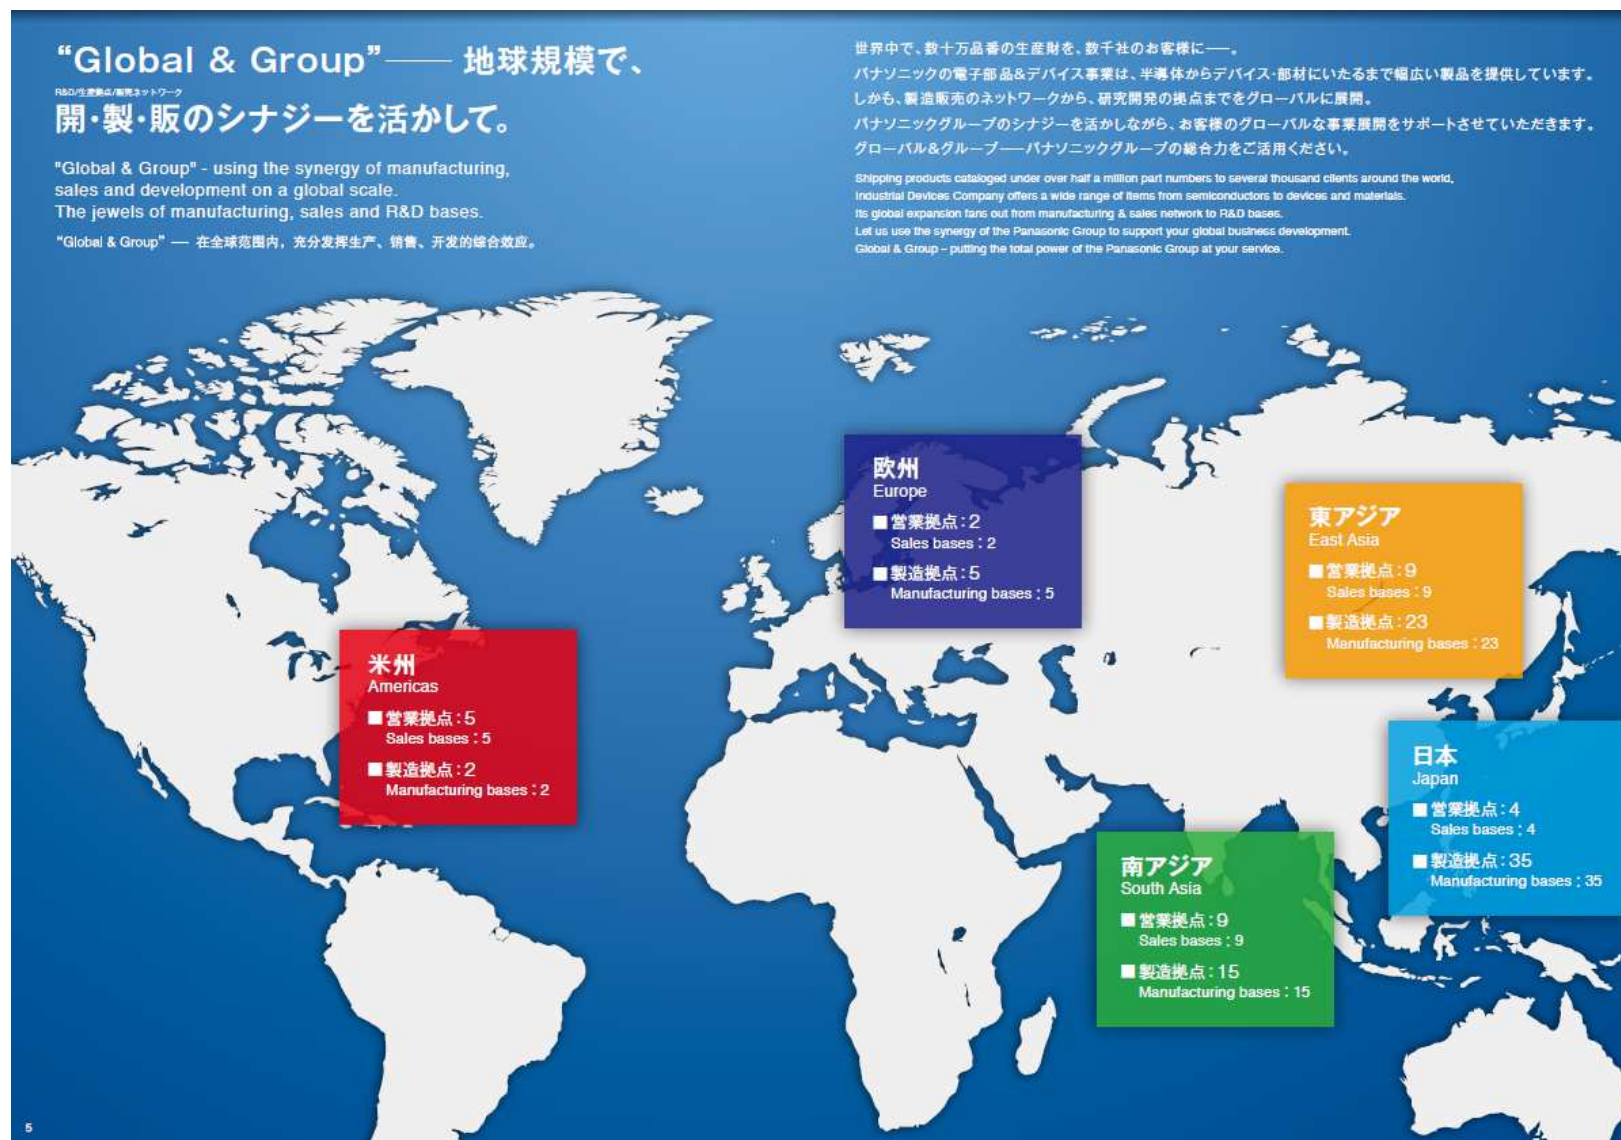 “Global & Group”── 地球規模で、
R&D/生産拠点/販売ネットワーク
開・製・販のシナジーを活かして。
"Global & Group" - using the synergy of manufacturing,
sales and development on a global scale.
The jewels of manufacturing, sales and R&D bases.
“Global & Group” — 在全球范围内，充分发挥生产、销售、开发的综合效应。
世界中で、数十万品番の生産財を、数千社のお客様に──。
パナソニックの電子部品&デバイス事業は、半導体からデバイス・部材にいたるまで幅広い製品を提供しています。
しかも、製造販売のネットワークから、研究開発の拠点までをグローバルに展開。
パナソニックグループのシナジーを活かしながら、お客様のグローバルな事業展開をサポートさせていただきます。
グローバル&グループ──パナソニックグループの総合力をご活用ください。
Shipping products cataloged under over half a million part numbers to several thousand clients around the world,
Industrial Devices Company offers a wide range of items from semiconductors to devices and materials.
Its global expansion fans out from manufacturing & sales network to R&D bases.
Let us use the synergy of the Panasonic Group to support your global business development.
Global & Group – putting the total power of the Panasonic Group at your service.
欧州
Europe
■営業拠点：2
Sales bases：2
■製造拠点：5
Manufacturing bases：5
東アジア
East Asia
■営業拠点：9
Sales bases：9
■製造拠点：23
Manufacturing bases：23
米州
Americas
■営業拠点：5
Sales bases：5
■製造拠点：2
Manufacturing bases：2
日本
Japan
■営業拠点：4
Sales bases：4
■製造拠点：35
Manufacturing bases：35
南アジア
South Asia
■営業拠点：9
Sales bases：9
■製造拠点：15
Manufacturing bases：15
5